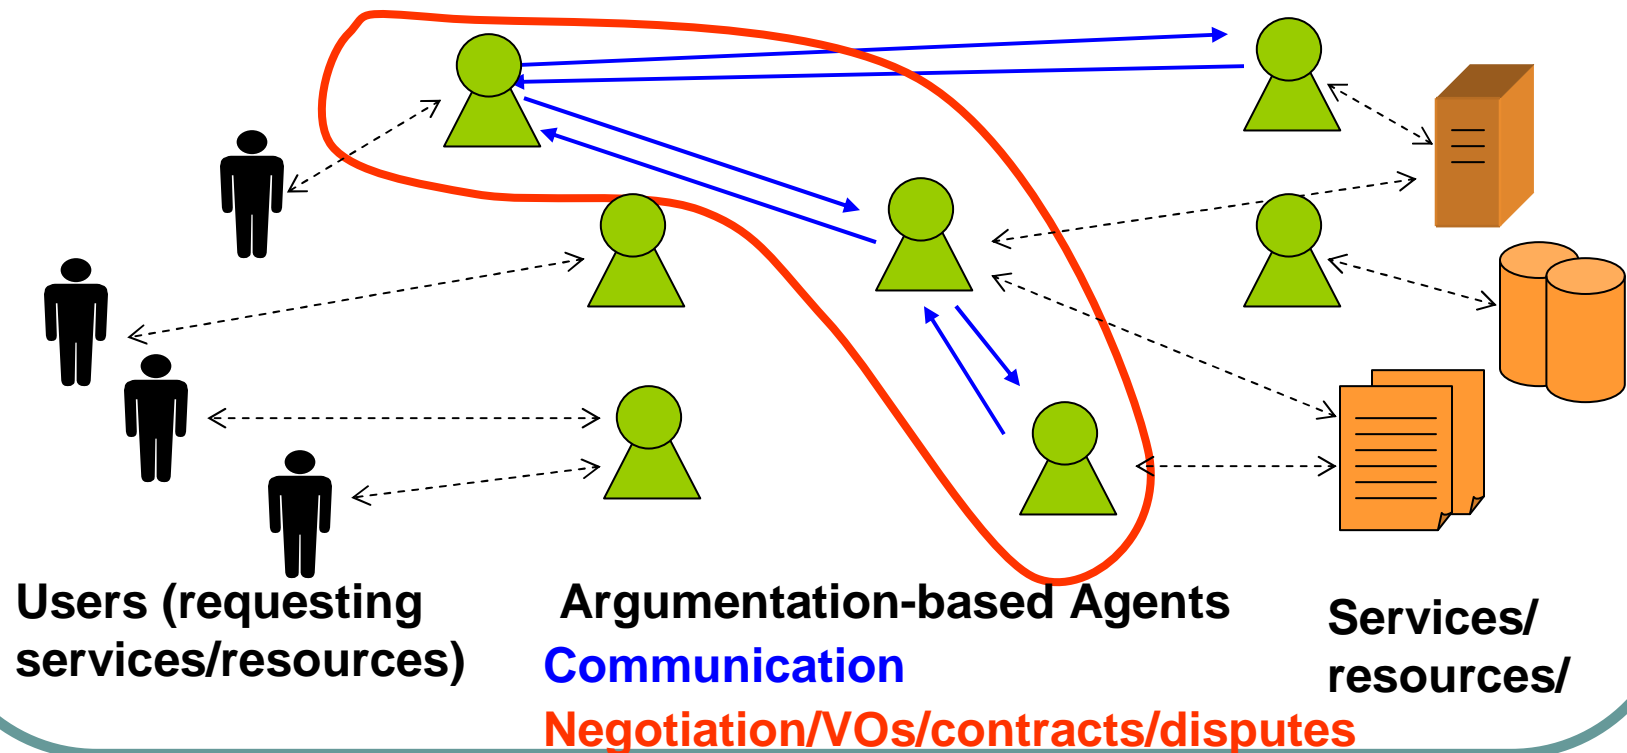 Users (requesting
services/resources)
Argumentation-based Agents
Communication
Negotiation/VOs/contracts/disputes
Services/
resources/